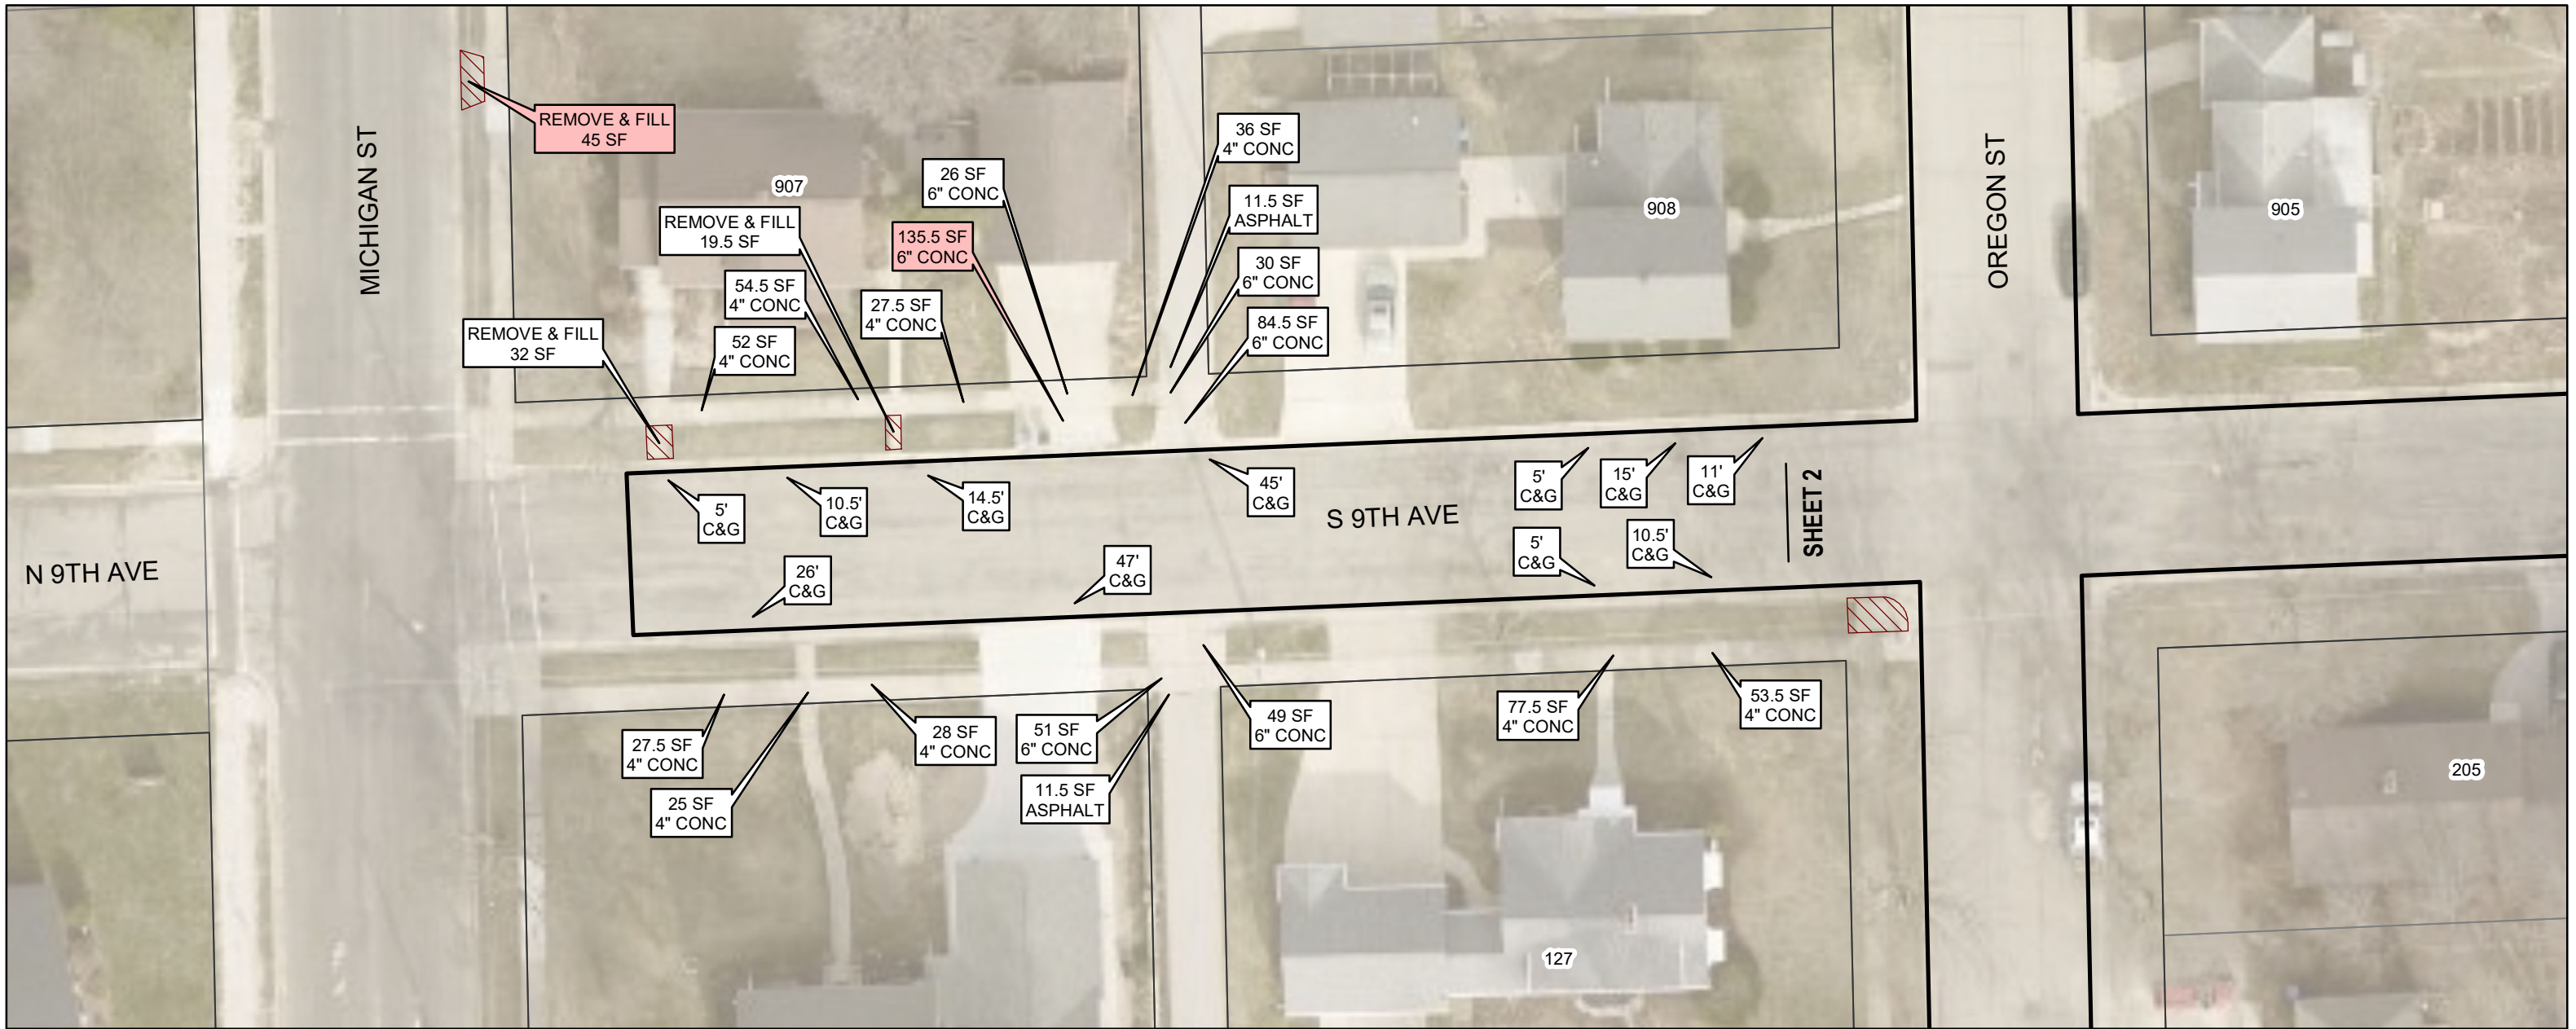 REMOVE & FILL
45 SF
MICHIGAN ST
907
REMOVE & FILL
19.5 SF
26 SF
6" CONC
135.5 SF
6" CONC
36 SF
4" CONC
11.5 SF
ASPHALT
30 SF
6" CONC
84.5 SF
6" CONC
908
OREGON ST
905
54.5 SF
4" CONC
27.5 SF
4" CONC
REMOVE & FILL
32 SF
52 SF
4" CONC
5'
C&G
10.5'
C&G
14.5'
C&G
45'
C&G
S 9TH AVE
5'
C&G
15'
C&G
11'
C&G
SHEET 2
N 9TH AVE
26'
C&G
47'
C&G
5'
C&G
10.5'
C&G
27.5 SF
4" CONC
25 SF
4" CONC
28 SF
4" CONC
51 SF
6" CONC
11.5 SF
ASPHALT
49 SF
6" CONC
77.5 SF
4" CONC
53.5 SF
4" CONC
205
127